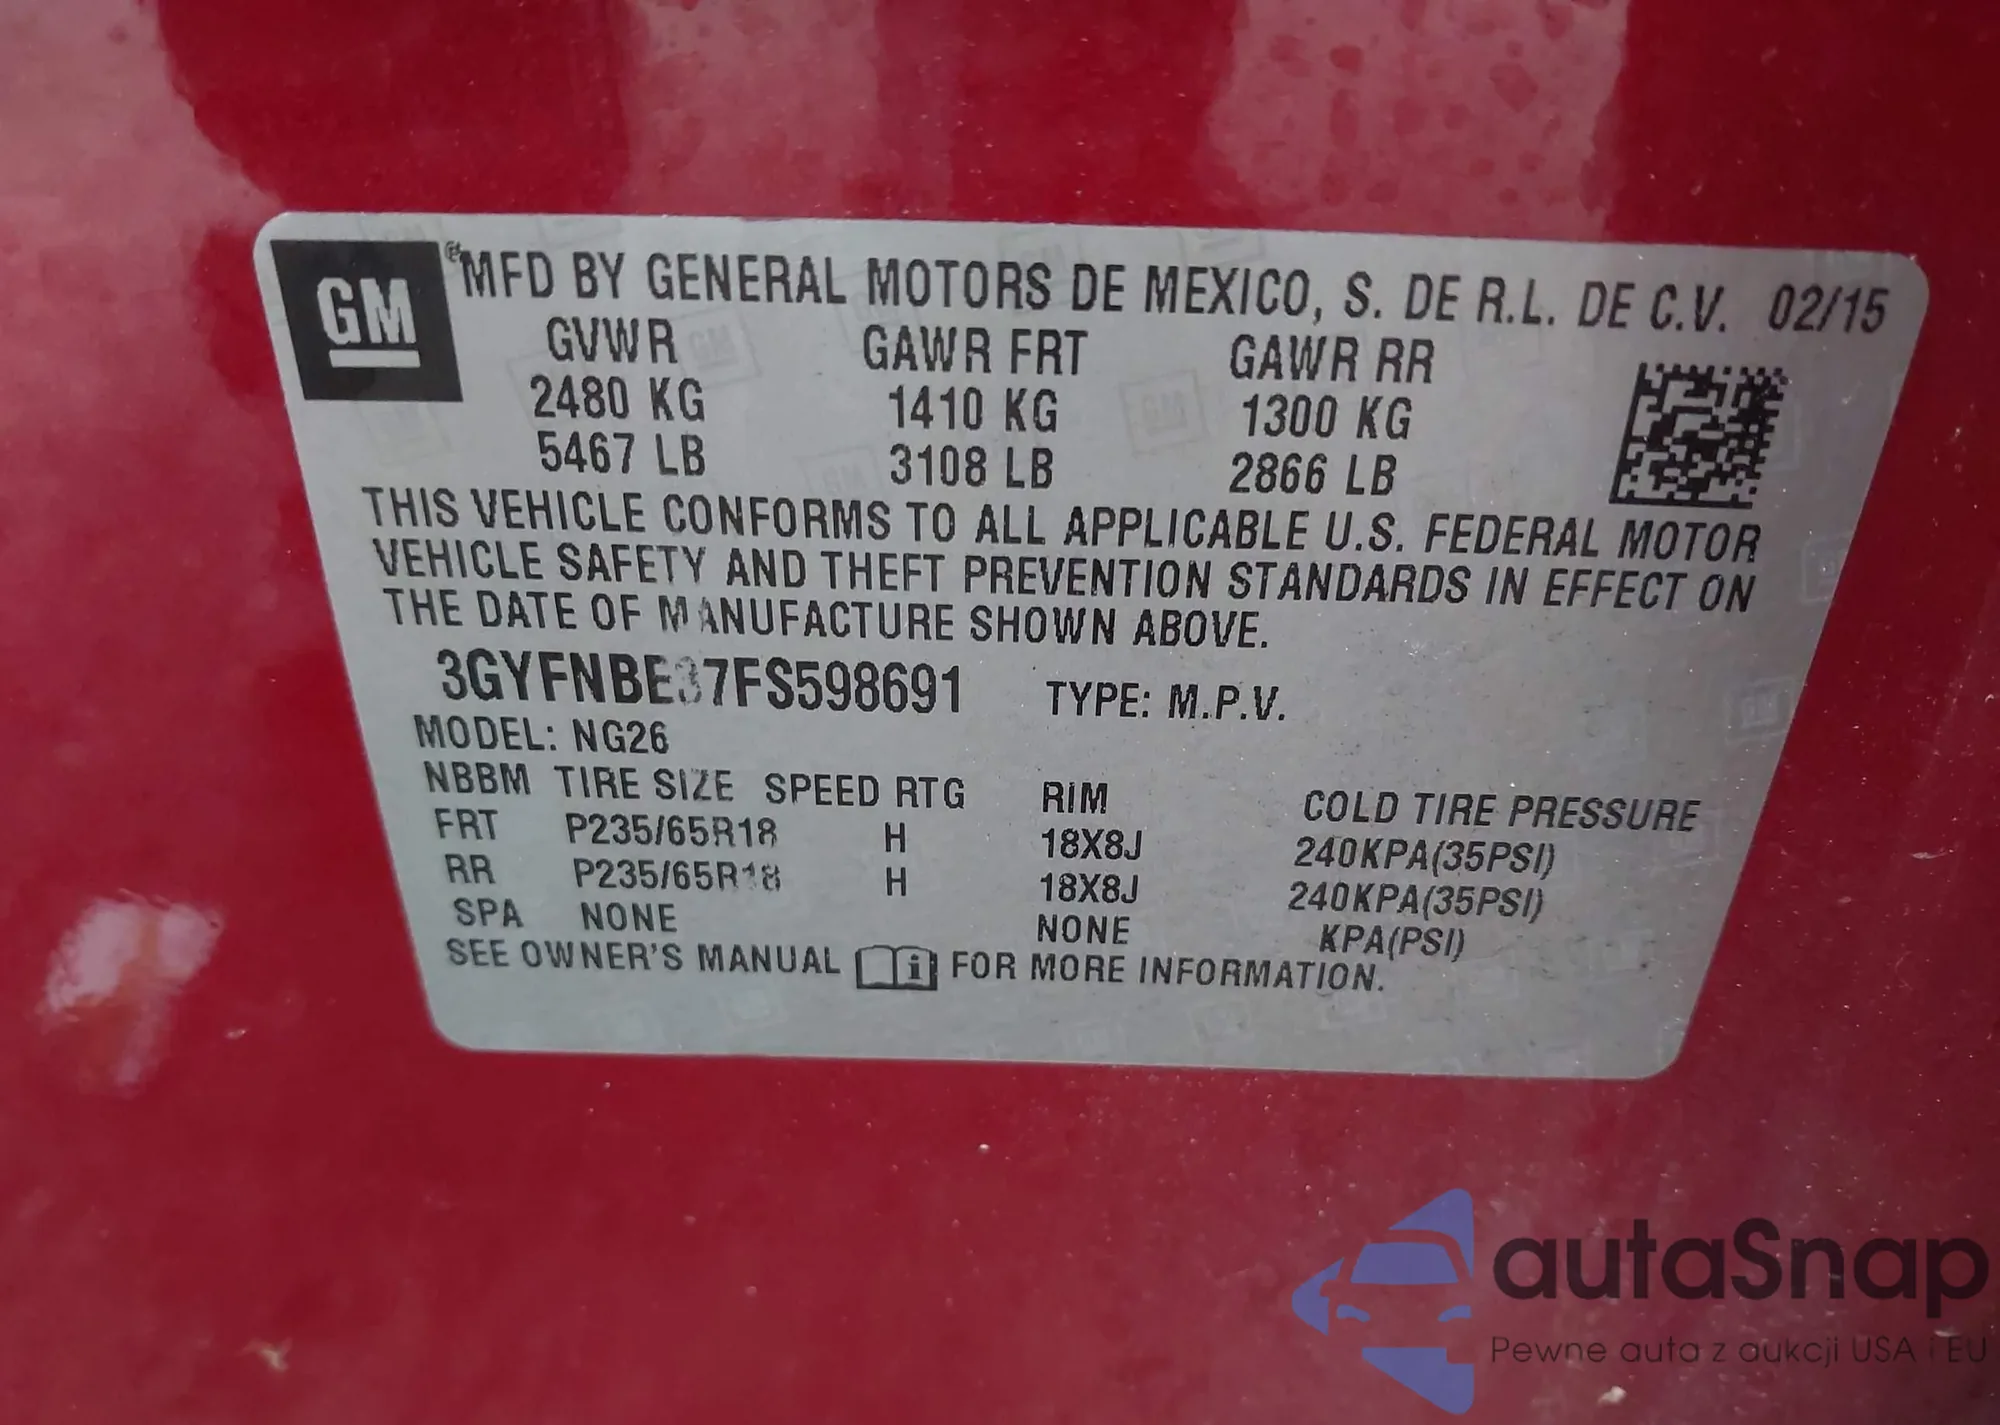 GM
MFD BY GENERAL MOTORS DE MEXICO, S. DE R.L. DE C.V. 02/15
GVWR GAWR FRT GAWR RR
2480 KG 1410 KG 1300 KG
5467 LB 3108 LB 2866 LB
THIS VEHICLE CONFORMS TO ALL APPLICABLE U.S. FEDERAL MOTOR
VEHICLE SAFETY AND THEFT PREVENTION STANDARDS IN EFFECT ON
THE DATE OF MANUFACTURE SHOWN ABOVE.
3GYFNBE37FS598691 TYPE: M.P.V.
MODEL: NG26
NBBM TIRE SIZE SPEED RTG RIM COLD TIRE PRESSURE
FRT P235/65R18 H 18X8J 240KPA(35PSI)
RR P235/65R18 H 18X8J 240KPA(35PSI)
SPA NONE NONE KPA(PSI)
SEE OWNER'S MANUAL i FOR MORE INFORMATION.
autaSnap
Pewne auta z aukcji USA i EU